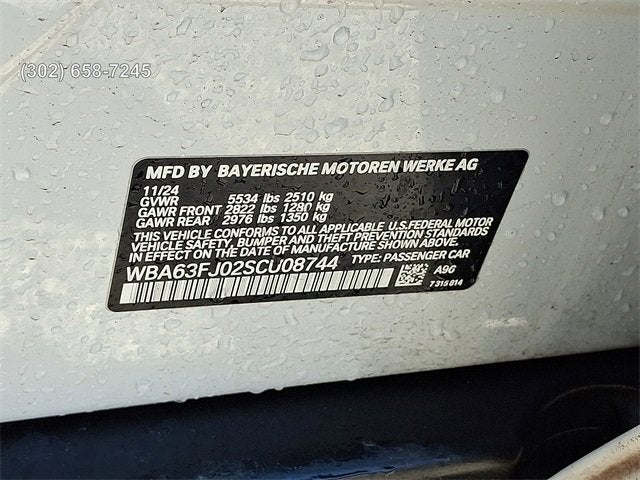 (302) 658-7245
MFD BY BAYERISCHE MOTOREN WERKE AG
11/24
GVWR 5534 lbs 2510 kg
GAWR FRONT 2822 lbs 1280 kg
GAWR REAR 2976 lbs 1350 kg
THIS VEHICLE CONFORMS TO ALL APPLICABLE U.S.FEDERAL MOTOR
VEHICLE SAFETY, BUMPER AND THEFT PREVENTION STANDARDS
IN EFFECT ON THE DATE OF MANUFACTURE SHOWN ABOVE.
WBA63FJ02SCU08744 TYPE: PASSENGER CAR
A96
7 315 014